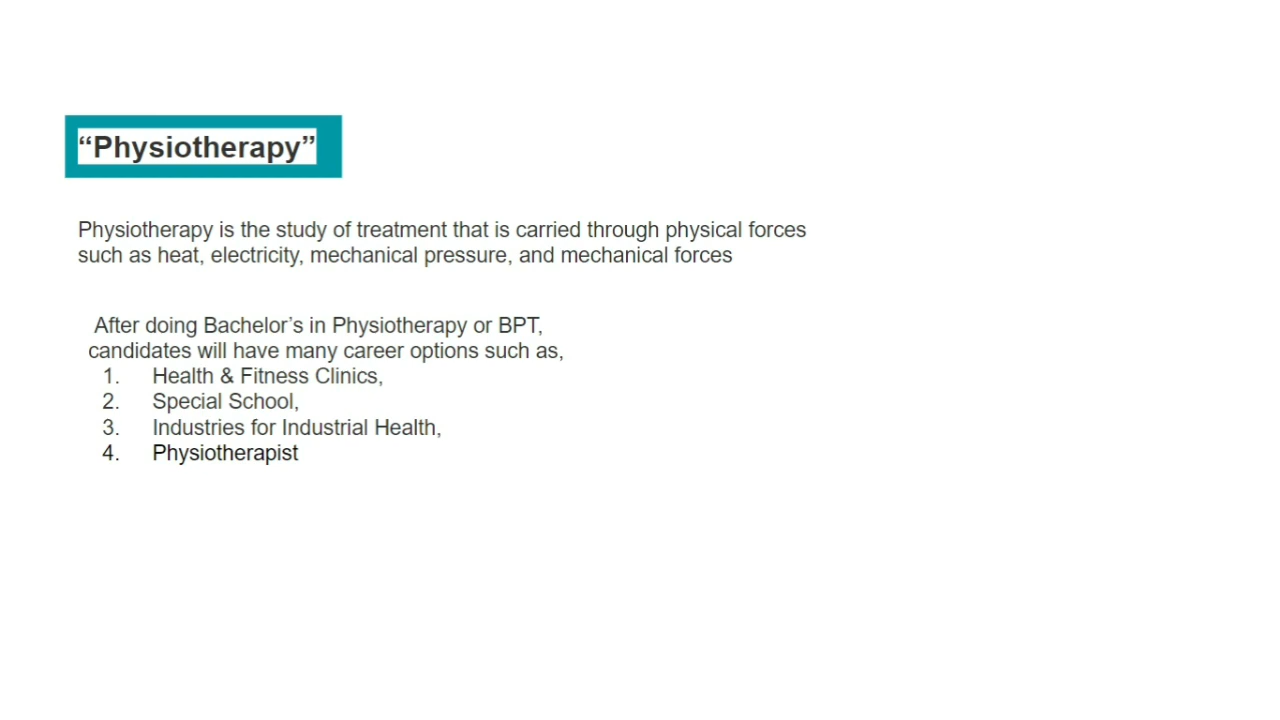 “Physiotherapy”
Physiotherapy is the study of treatment that is carried through physical forces
such as heat, electricity, mechanical pressure, and mechanical forces
After doing Bachelor’s in Physiotherapy or BPT,
candidates will have many career options such as,
1. Health & Fitness Clinics,
2. Special School,
3. Industries for Industrial Health,
4. Physiotherapist